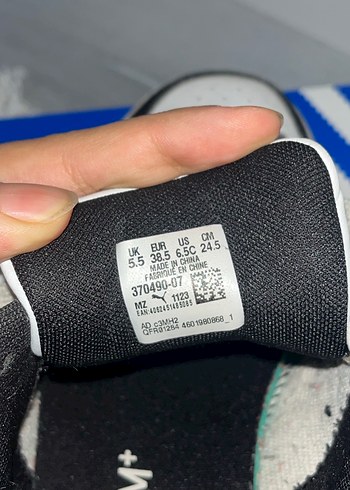 UK EUR US CM
5.5 38.5 6.5C 24.5
MADE IN CHINA
FABRIQUÉ EN CHINE
370490-07
MZ 1123
AD c3MH2
QFR01284 4601980868_1
M+